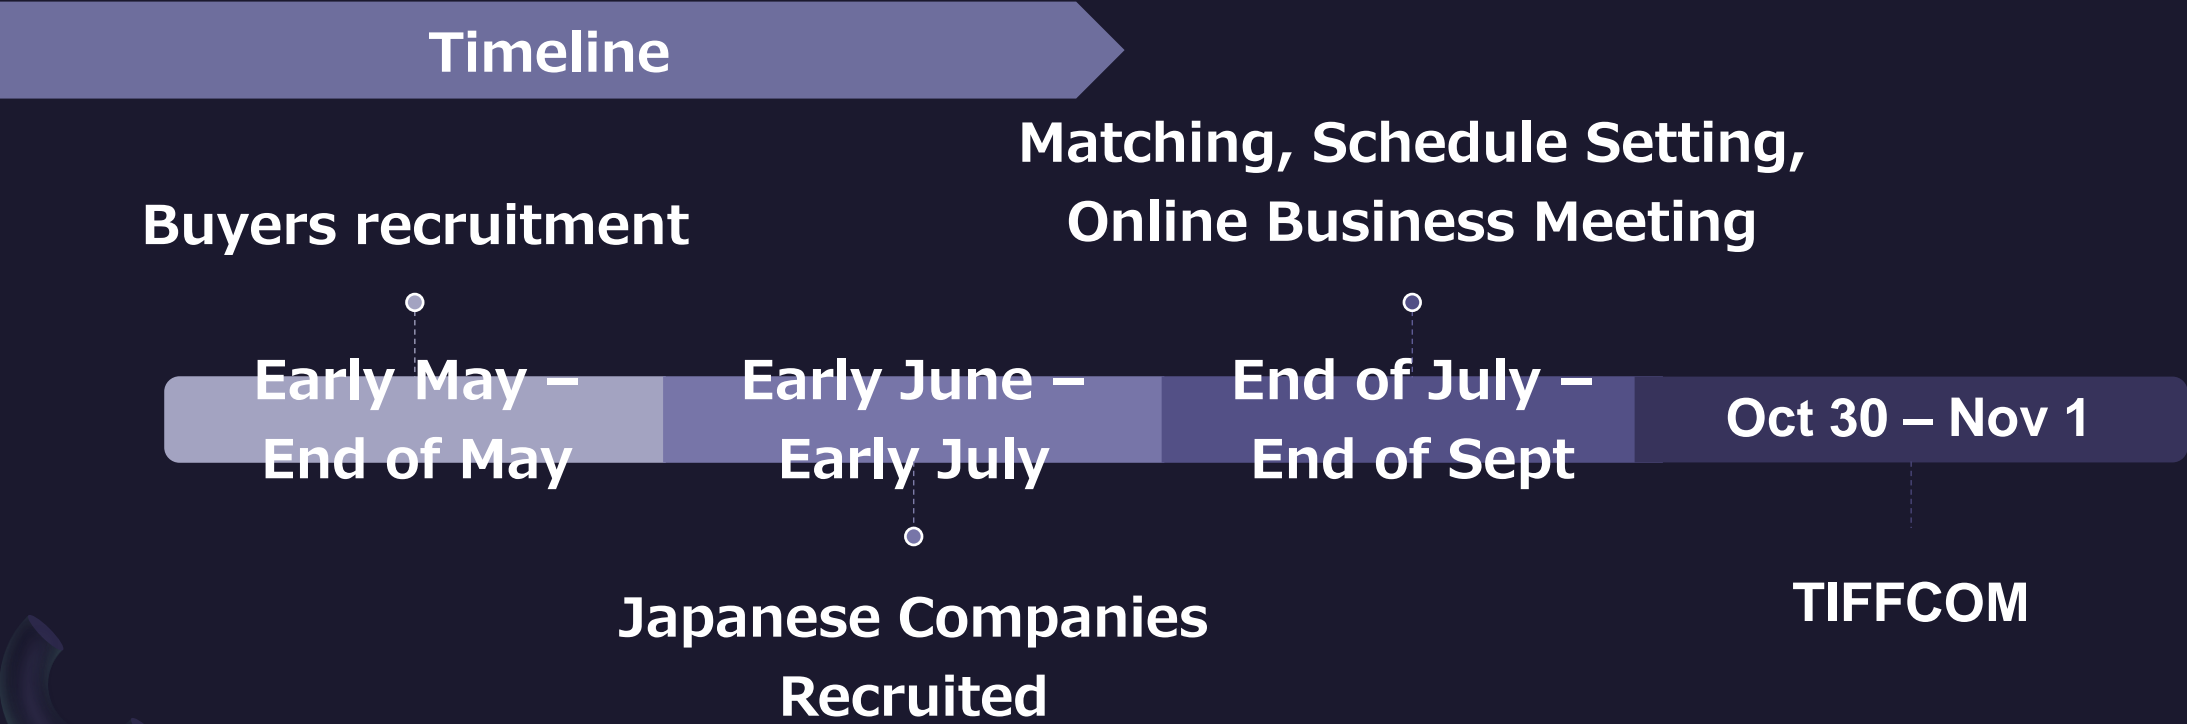 Timeline
Matching, Schedule Setting,
Online Business Meeting
Buyers recruitment
Early May –
End of May
Early June –
Early July
End of July –
End of Sept
Oct 30 – Nov 1
Japanese Companies
Recruited
TIFFCOM